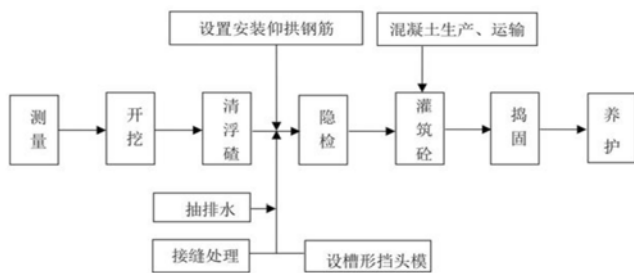 设置安装仰拱钢筋
混凝土生产、运输
测量
开挖
清浮碴
隐检
灌筑砼
捣固
养护
抽排水
接缝处理
设槽形挡头模